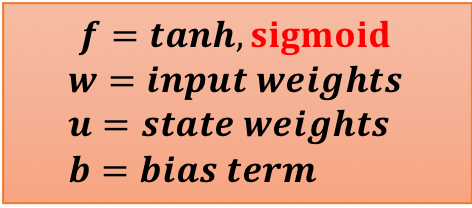 f = tanh, sigmoid
w = input weights
u = state weights
b = bias term